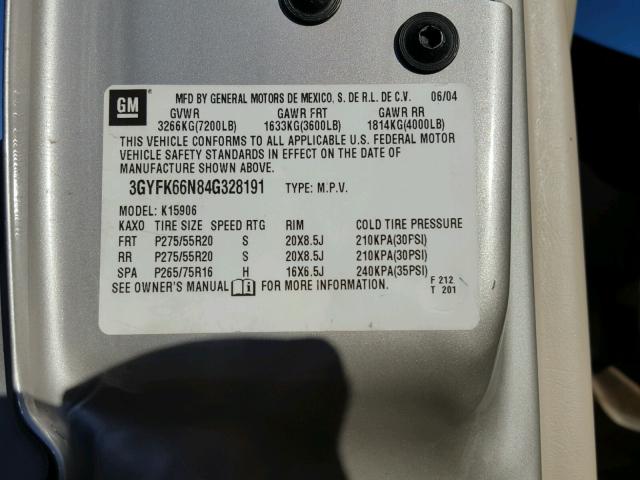 GM
MFD BY GENERAL MOTORS DE MEXICO, S. DE R.L. DE C.V. 06/04
GVWR GAWR FRT GAWR RR
3266KG(7200LB) 1633KG(3600LB) 1814KG(4000LB)
THIS VEHICLE CONFORMS TO ALL APPLICABLE U.S. FEDERAL MOTOR
VEHICLE SAFETY STANDARDS IN EFFECT ON THE DATE OF
MANUFACTURE SHOWN ABOVE.
3GYFK66N84G328191 TYPE: M.P.V.
MODEL: K15906
KAXO TIRE SIZE SPEED RTG RIM COLD TIRE PRESSURE
FRT P275/55R20 S 20X8.5J 210KPA(30PSI)
RR P275/55R20 S 20X8.5J 210KPA(30PSI)
SPA P265/75R16 H 16X6.5J 240KPA(35PSI)
SEE OWNER'S MANUAL FOR MORE INFORMATION.
F 212
T 201